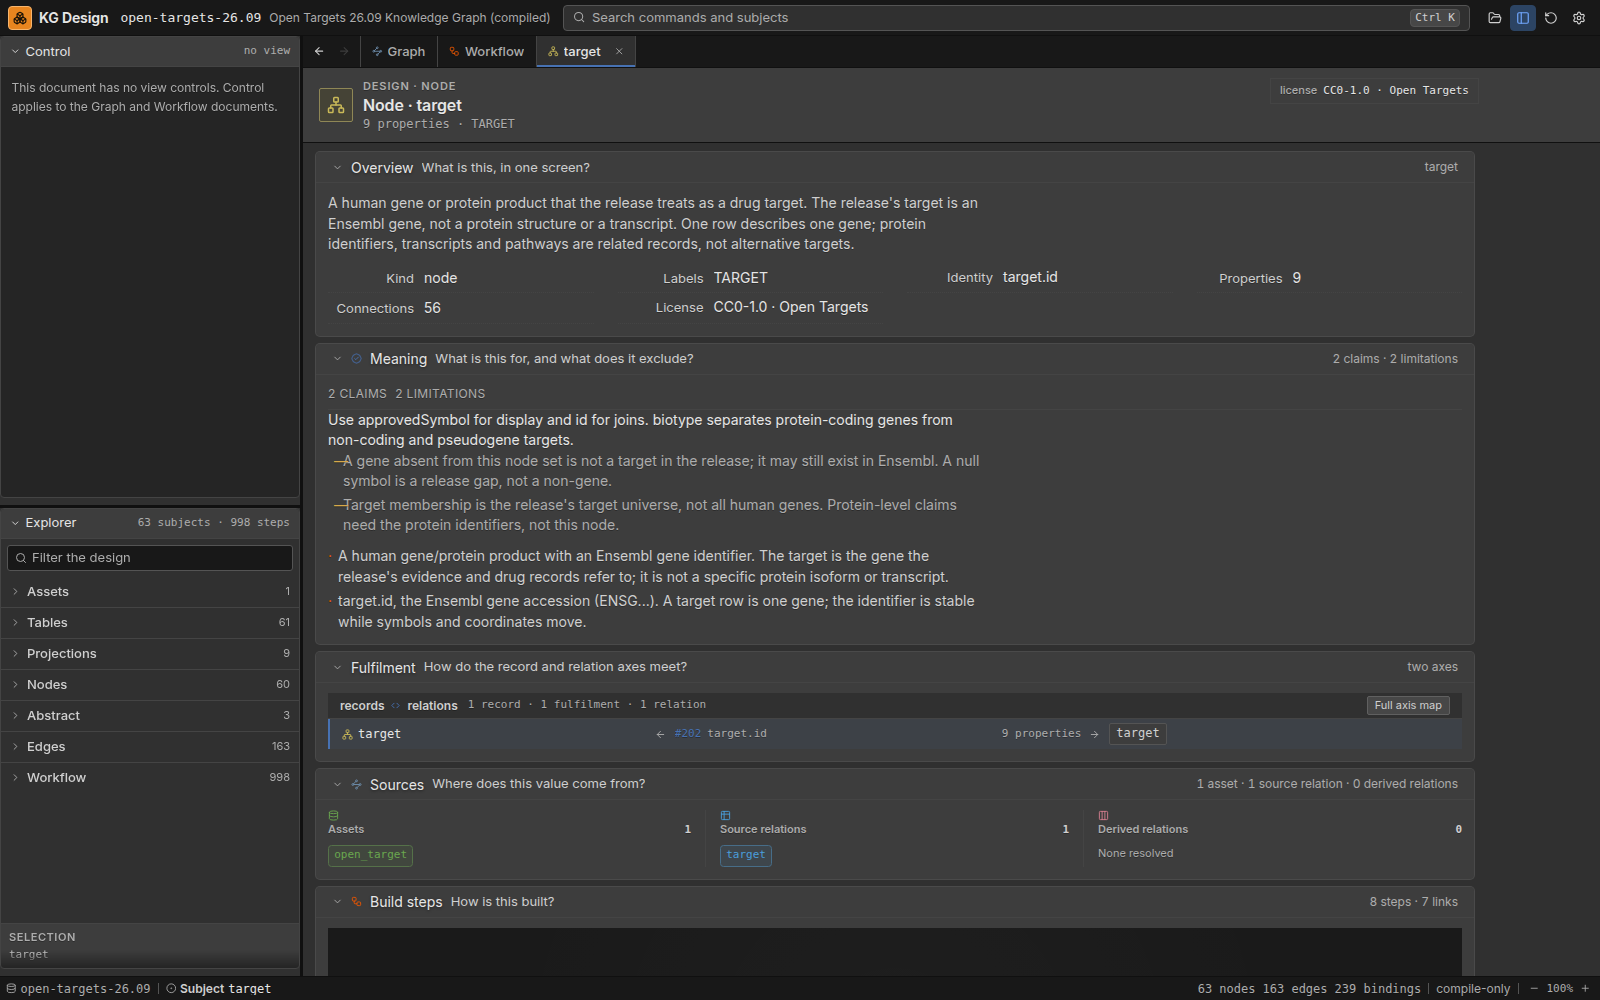 KG Design open-targets-26.09 Open Targets 26.09 Knowledge Graph (compiled) Search commands and subjects Ctrl K
Control no view
This document has no view controls. Control
applies to the Graph and Workflow documents.
Explorer 63 subjects · 998 steps
Filter the design
Assets 1
Tables 61
Projections 9
Nodes 60
Abstract 3
Edges 163
Workflow 998
SELECTION
target
Graph Workflow target
DESIGN · NODE
Node · target
9 properties · TARGET
license CC0-1.0 · Open Targets
Overview What is this, in one screen? target
A human gene or protein product that the release treats as a drug target. The release's target is an
Ensembl gene, not a protein structure or a transcript. One row describes one gene; protein
identifiers, transcripts and pathways are related records, not alternative targets.
Kind node Labels TARGET Identity target.id Properties 9
Connections 56 License CC0-1.0 · Open Targets
Meaning What is this for, and what does it exclude? 2 claims · 2 limitations
2 CLAIMS 2 LIMITATIONS
Use approvedSymbol for display and id for joins. biotype separates protein-coding genes from
non-coding and pseudogene targets.
—A gene absent from this node set is not a target in the release; it may still exist in Ensembl. A null
symbol is a release gap, not a non-gene.
—Target membership is the release's target universe, not all human genes. Protein-level claims
need the protein identifiers, not this node.
· A human gene/protein product with an Ensembl gene identifier. The target is the gene the
release's evidence and drug records refer to; it is not a specific protein isoform or transcript.
· target.id, the Ensembl gene accession (ENSG...). A target row is one gene; the identifier is stable
while symbols and coordinates move.
Fulfilment How do the record and relation axes meet? two axes
records <> relations 1 record · 1 fulfilment · 1 relation Full axis map
target ← #202 target.id 9 properties → target
Sources Where does this value come from? 1 asset · 1 source relation · 0 derived relations
Assets 1 Source relations 1 Derived relations 0
open_target target None resolved
Build steps How is this built? 8 steps · 7 links
open-targets-26.09 Subject target 63 nodes 163 edges 239 bindings compile-only − 100% +